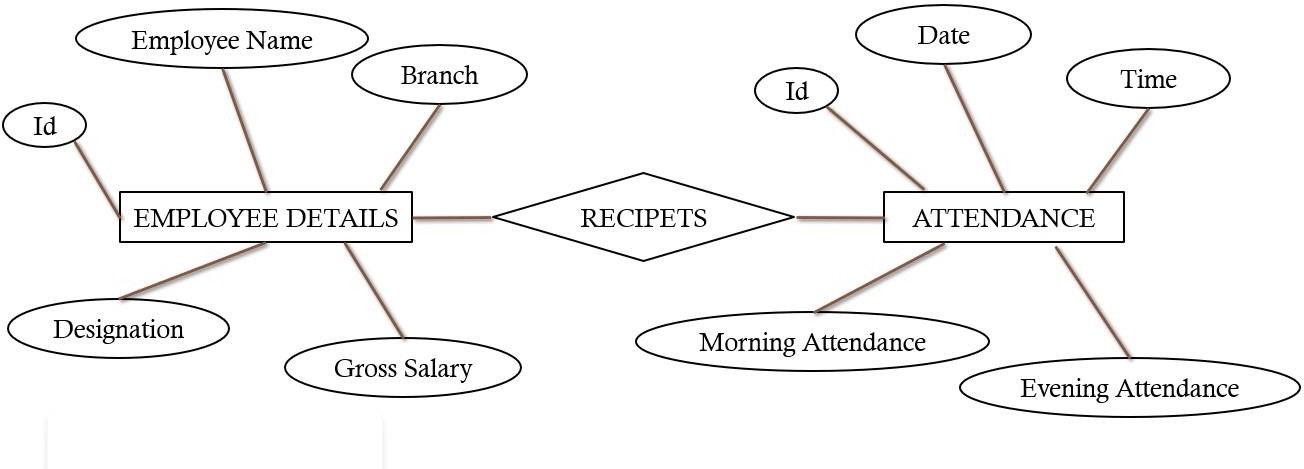 Employee Name
Branch
Id
EMPLOYEE DETAILS
Designation
Gross Salary
RECIPETS
Date
Id
Time
ATTENDANCE
Morning Attendance
Evening Attendance